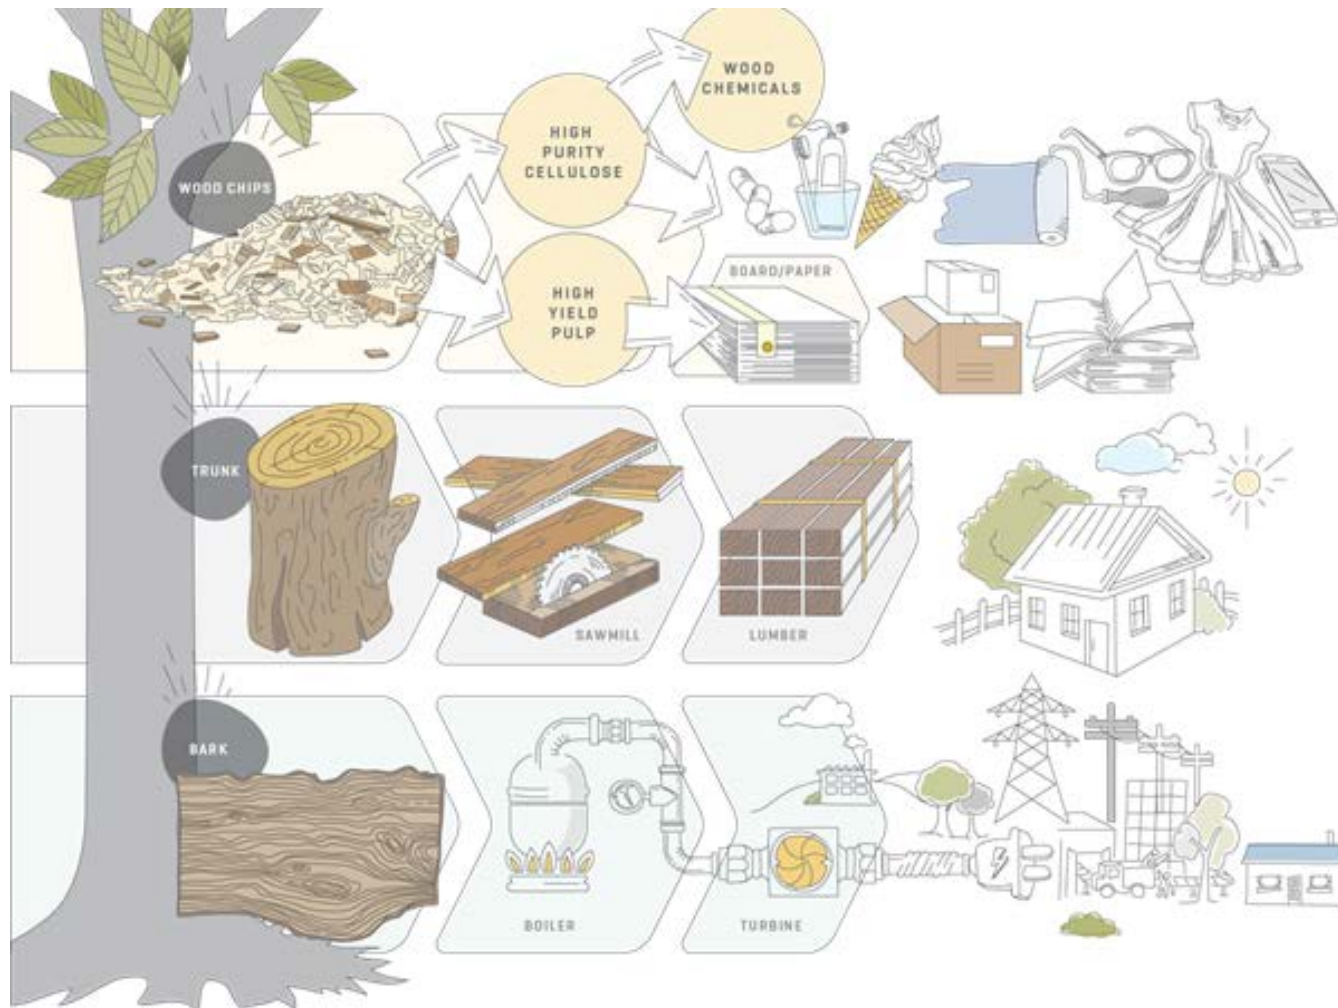 WOOD
CHEMICALS
HIGH
PURITY
CELLULOSE
WOOD CHIPS
BOARD/PAPER
HIGH
YIELD
PULP
TRUNK
SAWMILL
LUMBER
BARK
BOILER
TURBINE